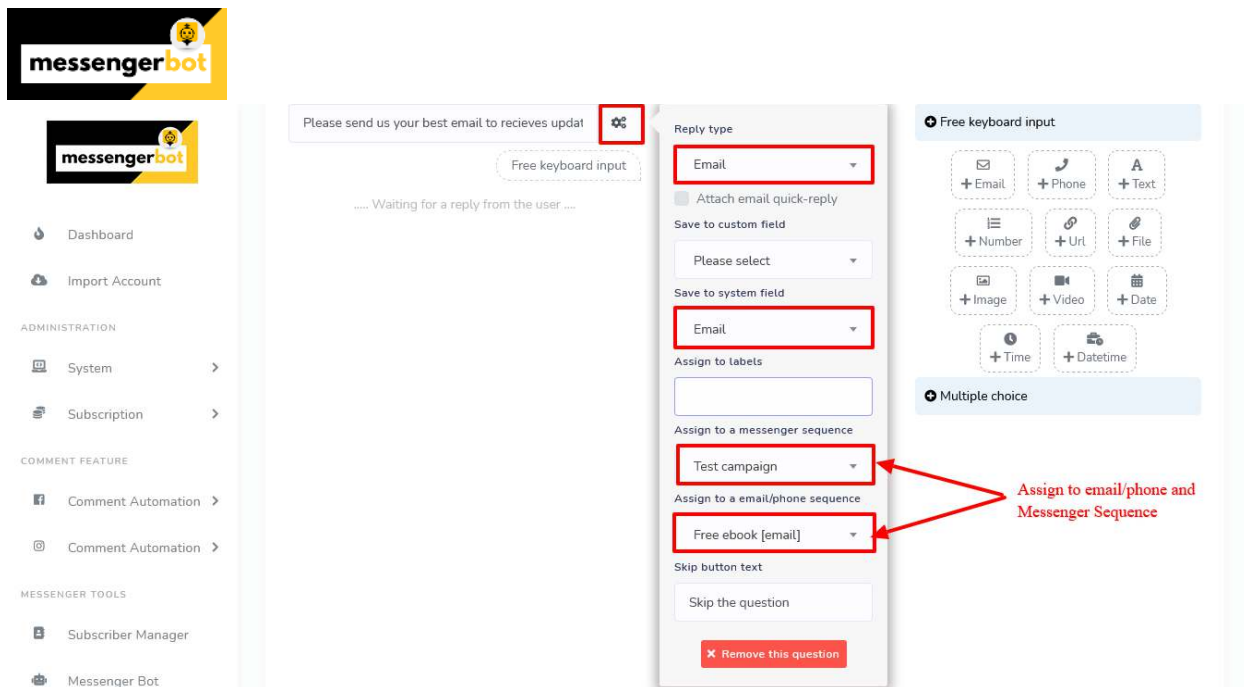 messengerbot
messengerbot
Dashboard
Import Account
ADMINISTRATION
System
Subscription
COMMENT FEATURE
Comment Automation
Comment Automation
MESSENGER TOOLS
Subscriber Manager
Messenger Bot
Please send us your best email to recieves updat
Free keyboard input
..... Waiting for a reply from the user ....
Reply type
Email
Attach email quick-reply
Save to custom field
Please select
Save to system field
Email
Assign to labels
Assign to a messenger sequence
Test campaign
Assign to a email/phone sequence
Free ebook [email]
Skip button text
Skip the question
Remove this question
Free keyboard input
+ Email
+ Phone
+ Text
+ Number
+ Url
+ File
+ Image
+ Video
+ Date
+ Time
+ Datetime
Multiple choice
Assign to email/phone and
Messenger Sequence